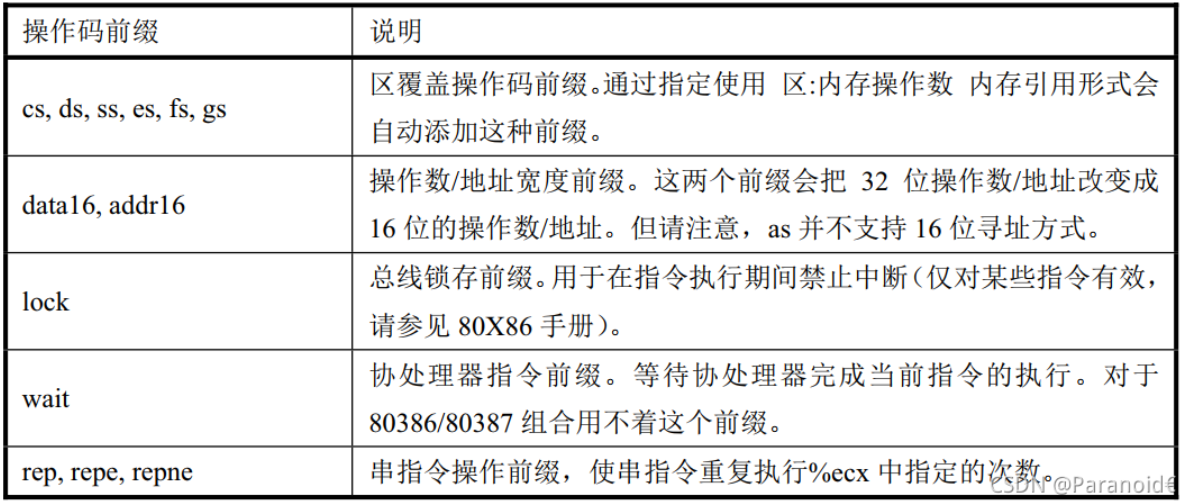 操作码前缀 说明
cs, ds, ss, es, fs, gs
区覆盖操作码前缀。通过指定使用 区:内存操作数 内存引用形式会
自动添加这种前缀。
data16, addr16
操作数/地址宽度前缀。这两个前缀会把 32 位操作数/地址改变成
16 位的操作数/地址。但请注意，as 并不支持 16 位寻址方式。
lock
总线锁存前缀。用于在指令执行期间禁止中断（仅对某些指令有效，
请参见 80X86 手册）。
wait
协处理器指令前缀。等待协处理器完成当前指令的执行。对于
80386/80387 组合用不着这个前缀。
rep, repe, repne 串指令操作前缀，使串指令重复执行%ecx 中指定的次数。
CSDN @Paranoid€